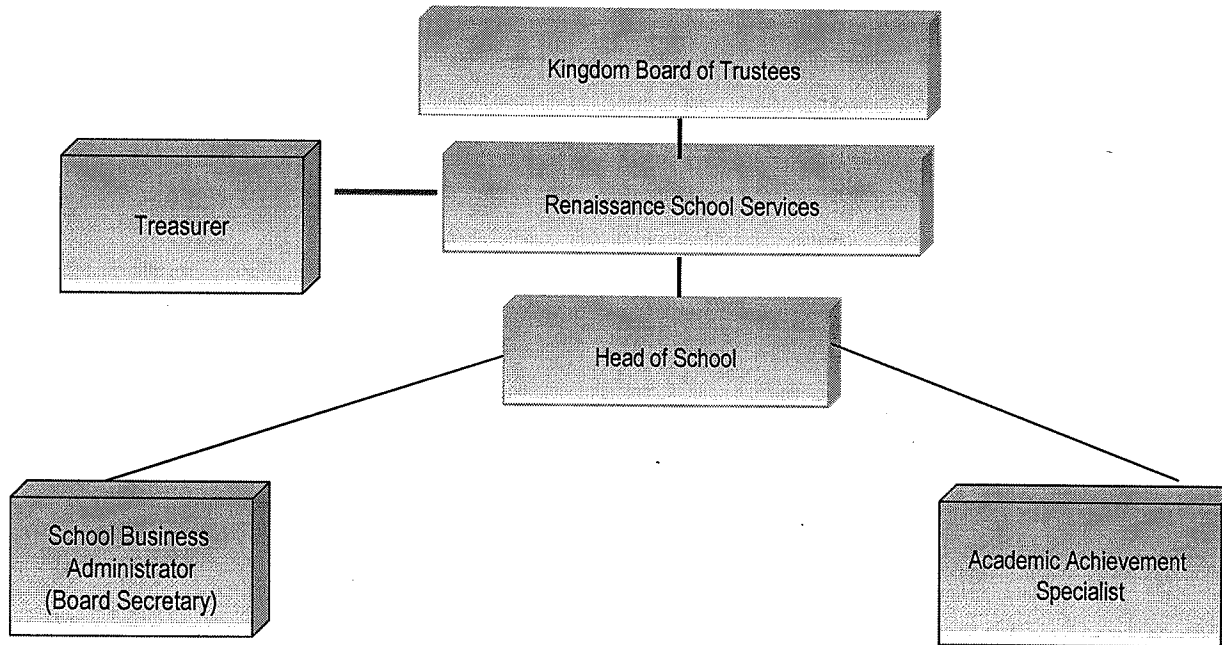 Kingdom Board of Trustees
Treasurer
Renaissance School Services
Head of School
School Business
Administrator
(Board Secretary)
Academic Achievement
Specialist